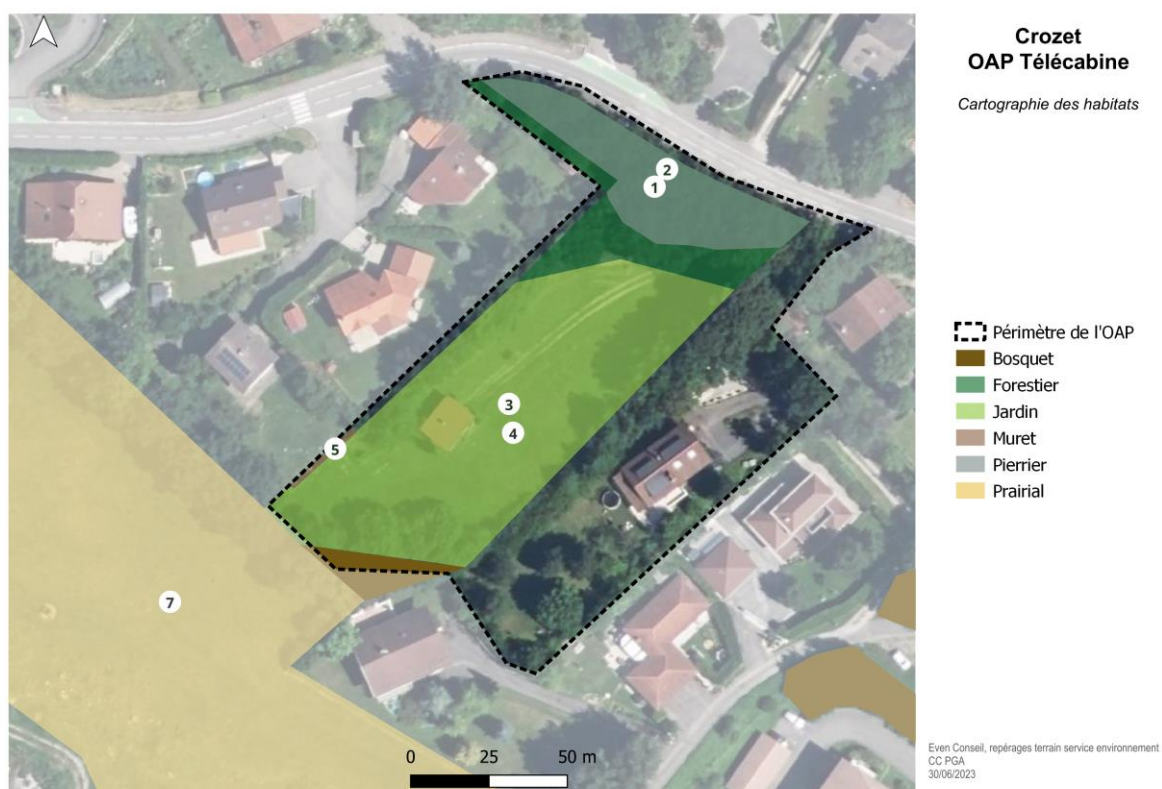 Crozet
OAP Télécabine
Cartographie des habitats
2
1
3
4
5
7
Périmètre de l'OAP
Bosquet
Forestier
Jardin
Muret
Pierrier
Prairial
0 25 50 m
Even Conseil, repérages terrain service environnement
CC PGA
30/06/2023